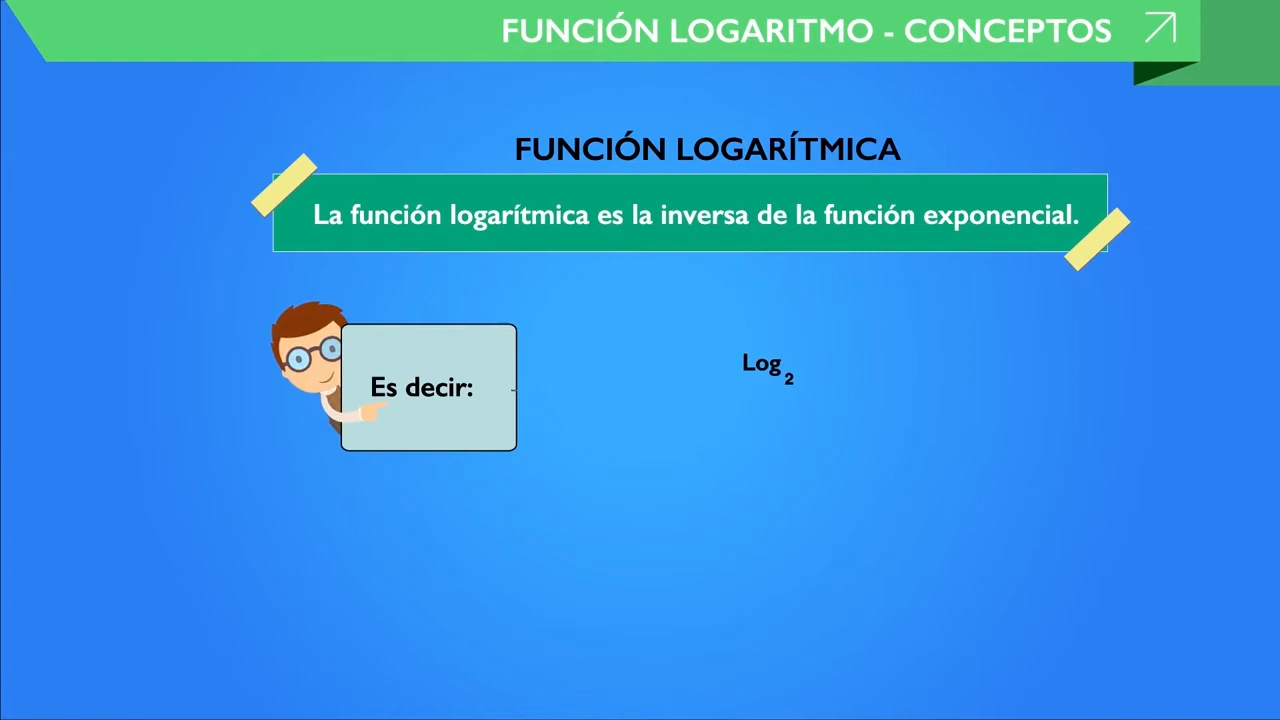 FUNCIÓN LOGARITMO - CONCEPTOS
FUNCIÓN LOGARÍTMICA
La función logarítmica es la inversa de la función exponencial.
Es decir:
Log 2